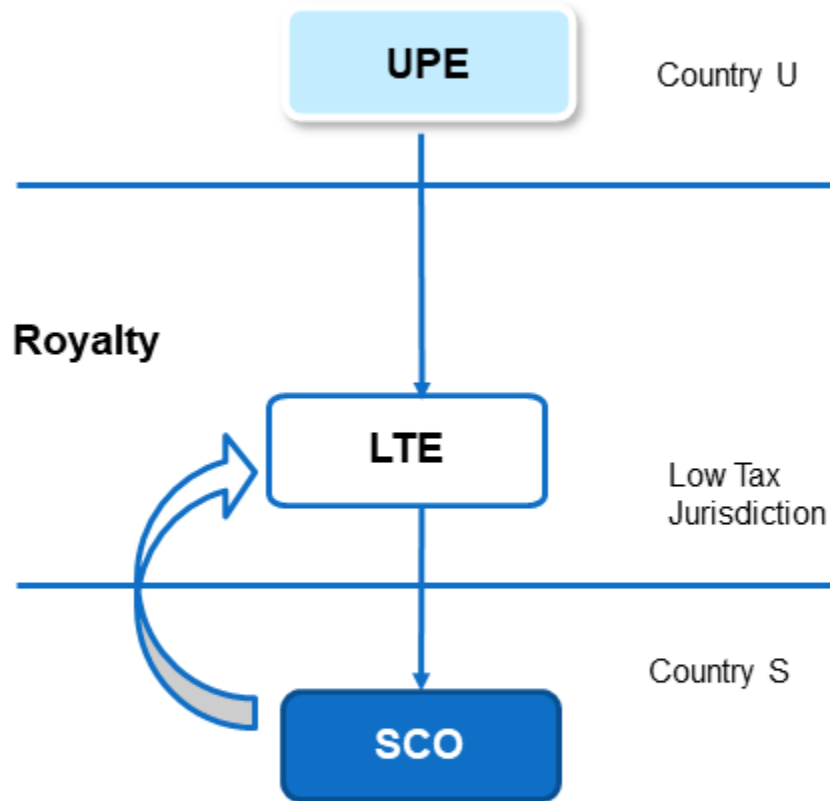 UPE
Country U
Royalty
LTE
Low Tax
Jurisdiction
Country S
SCO